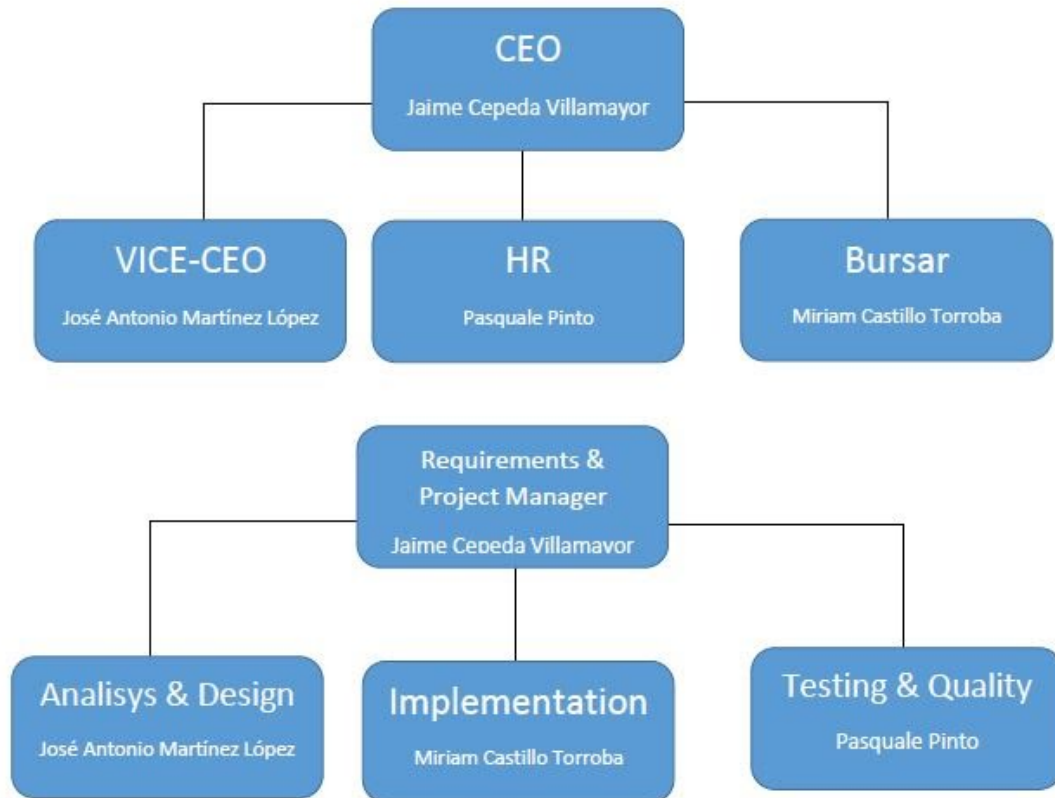 CEO
Jaime Cepeda Villamayor
VICE-CEO
José Antonio Martínez López
HR
Pasquale Pinto
Bursar
Miriam Castillo Torroba
Requirements &
Project Manager
Jaime Cepeda Villamayor
Analisys & Design
José Antonio Martínez López
Implementation
Miriam Castillo Torroba
Testing & Quality
Pasquale Pinto